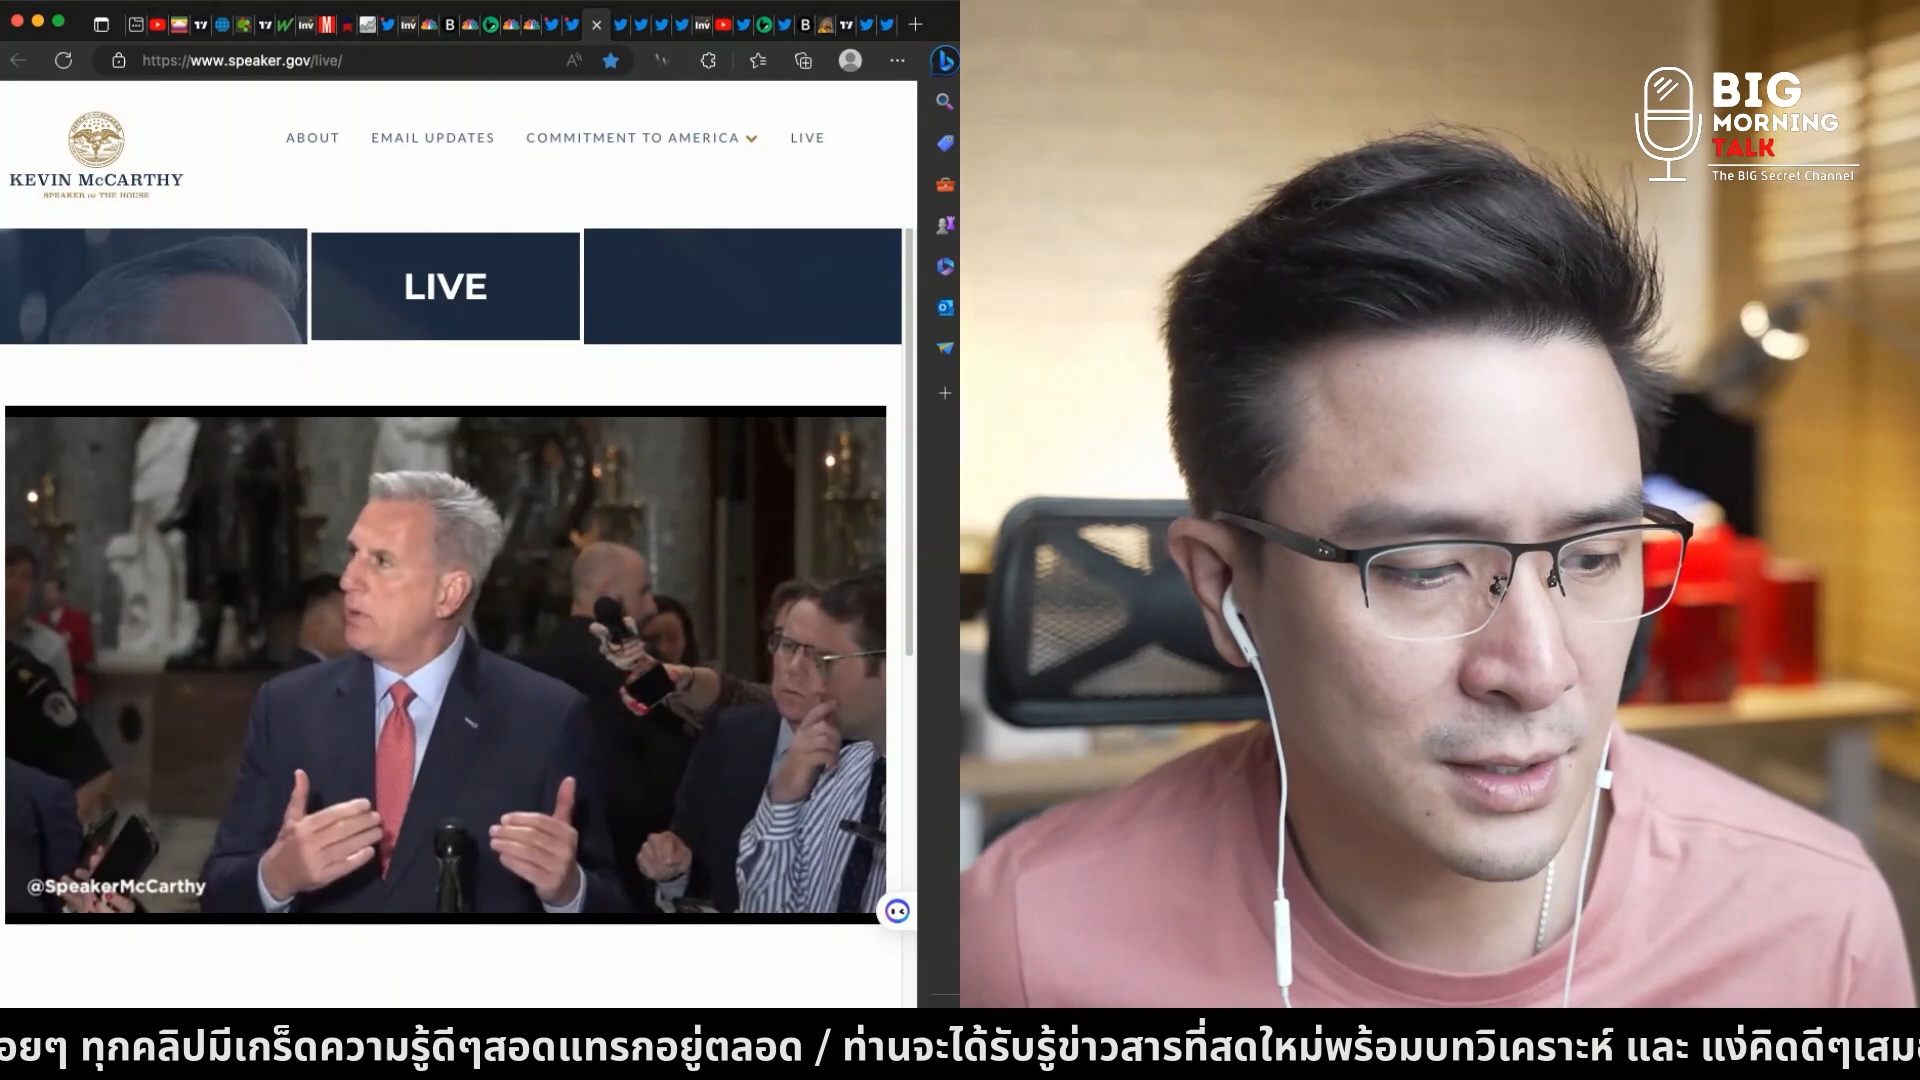 https://www.speaker.gov/live/
KEVIN McCARTHY
SPEAKER OF THE HOUSE
ABOUT
EMAIL UPDATES
COMMITMENT TO AMERICA
LIVE
LIVE
@SpeakerMcCarthy
BIG
MORNING
TALK
The BIG Secret Channel
ทุกคลิปมีเกร็ดความรู้ดีๆสอดแทรกอยู่ตลอด / ท่านจะได้รับรู้ข่าวสารที่สดใหม่พร้อมบทวิเคราะห์ และ แง่คิดดีๆ